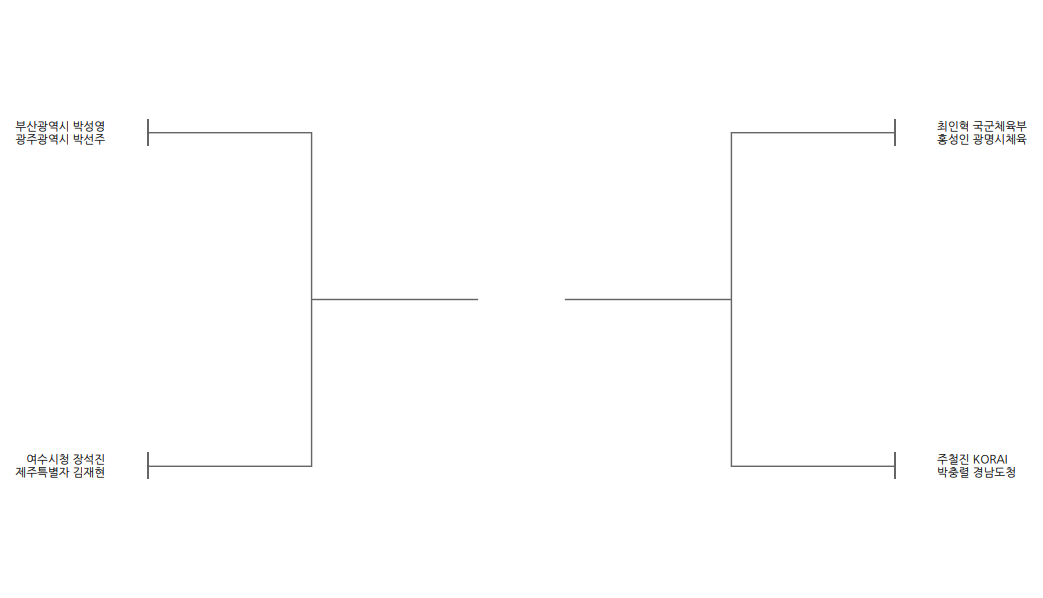 부산광역시 박성영
광주광역시 박선주
최인혁 국군체육부
홍성인 광명시체육
여수시청 장석진
제주특별자 김재현
주철진 KORAI
박충렬 경남도청